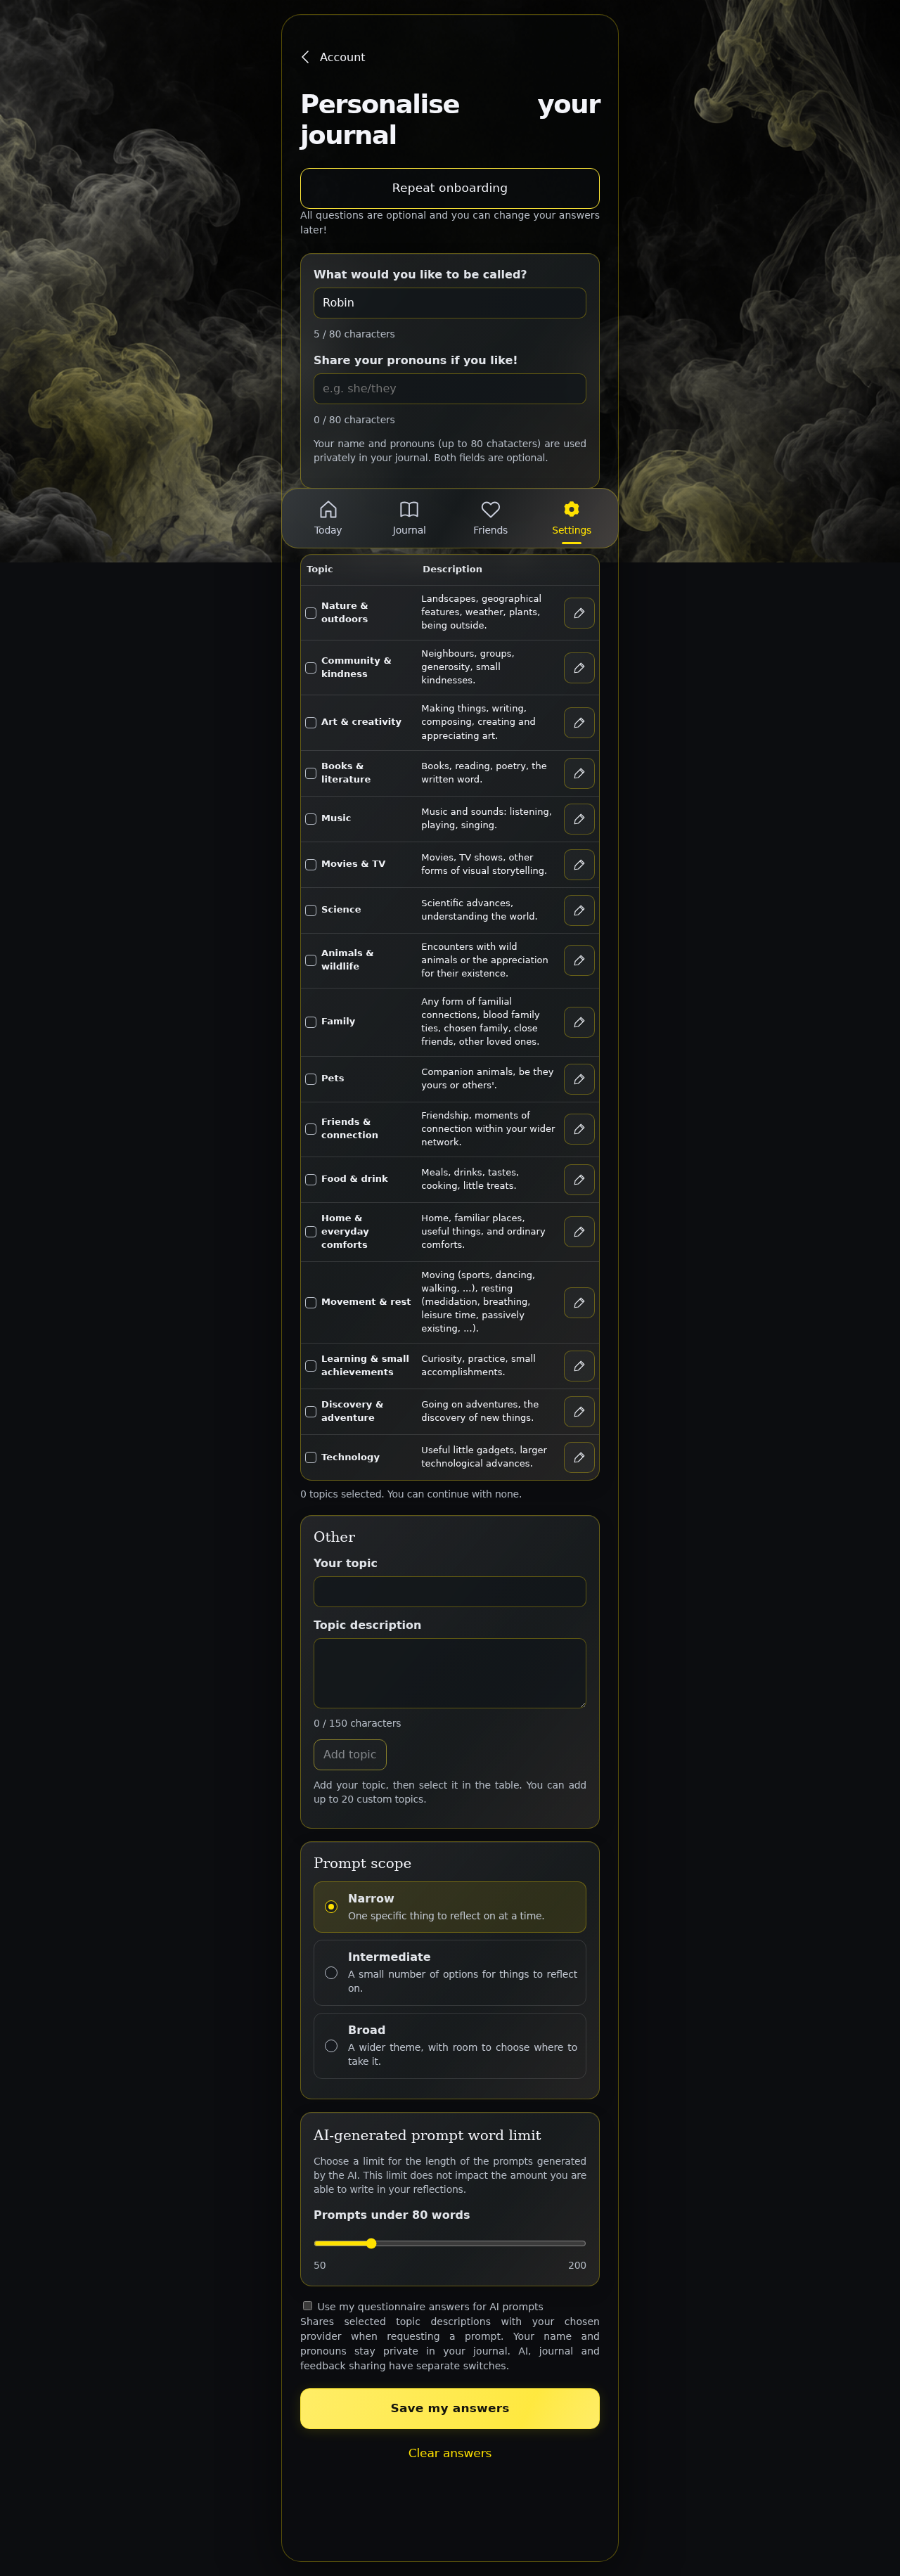 Account
Personalise your
journal
Repeat onboarding
All questions are optional and you can change your answers
later!
What would you like to be called?
Robin
5 / 80 characters
Share your pronouns if you like!
e.g. she/they
0 / 80 characters
Your name and pronouns (up to 80 chatacters) are used
privately in your journal. Both fields are optional.
Today
Journal
Friends
Settings
Topic
Description
Nature &
outdoors
Landscapes, geographical
features, weather, plants,
being outside.
Community &
kindness
Neighbours, groups,
generosity, small
kindnesses.
Art & creativity
Making things, writing,
composing, creating and
appreciating art.
Books &
literature
Books, reading, poetry, the
written word.
Music
Music and sounds: listening,
playing, singing.
Movies & TV
Movies, TV shows, other
forms of visual storytelling.
Science
Scientific advances,
understanding the world.
Animals &
wildlife
Encounters with wild
animals or the appreciation
for their existence.
Family
Any form of familial
connections, blood family
ties, chosen family, close
friends, other loved ones.
Pets
Companion animals, be they
yours or others'.
Friends &
connection
Friendship, moments of
connection within your wider
network.
Food & drink
Meals, drinks, tastes,
cooking, little treats.
Home &
everyday
comforts
Home, familiar places,
useful things, and ordinary
comforts.
Movement & rest
Moving (sports, dancing,
walking, ...), resting
(medidation, breathing,
leisure time, passively
existing, ...).
Learning & small
achievements
Curiosity, practice, small
accomplishments.
Discovery &
adventure
Going on adventures, the
discovery of new things.
Technology
Useful little gadgets, larger
technological advances.
0 topics selected. You can continue with none.
Other
Your topic
Topic description
0 / 150 characters
Add topic
Add your topic, then select it in the table. You can add
up to 20 custom topics.
Prompt scope
Narrow
One specific thing to reflect on at a time.
Intermediate
A small number of options for things to reflect
on.
Broad
A wider theme, with room to choose where to
take it.
AI-generated prompt word limit
Choose a limit for the length of the prompts generated
by the AI. This limit does not impact the amount you are
able to write in your reflections.
Prompts under 80 words
50
200
Use my questionnaire answers for AI prompts
Shares selected topic descriptions with your chosen
provider when requesting a prompt. Your name and
pronouns stay private in your journal. AI, journal and
feedback sharing have separate switches.
Save my answers
Clear answers